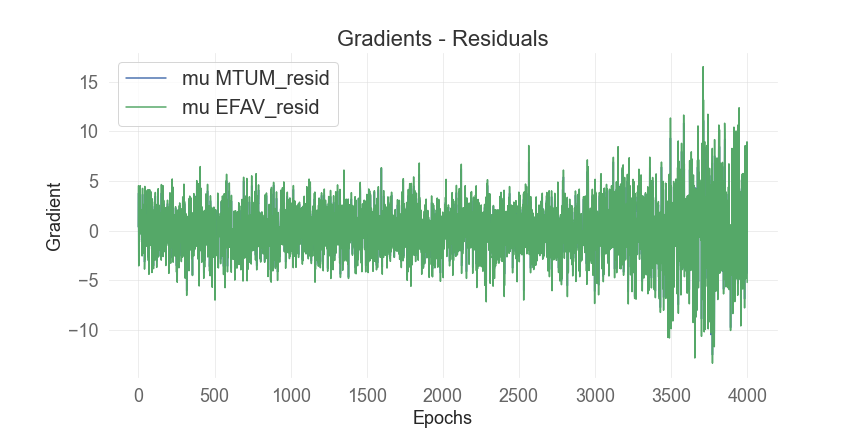 Gradients - Residuals
mu MTUM_resid
mu EFAV_resid
15
10
5
0
−5
−10
Gradient
0 500 1000 1500 2000 2500 3000 3500 4000
Epochs